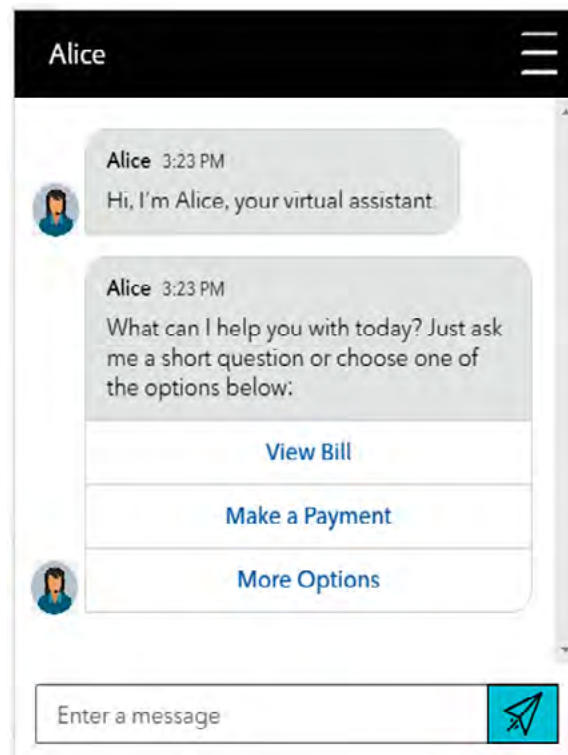 Alice
Alice 3:23 PM
Hi, I'm Alice, your virtual assistant.
Alice 3:23 PM
What can I help you with today? Just ask
me a short question or choose one of
the options below:
View Bill
Make a Payment
More Options
Enter a message